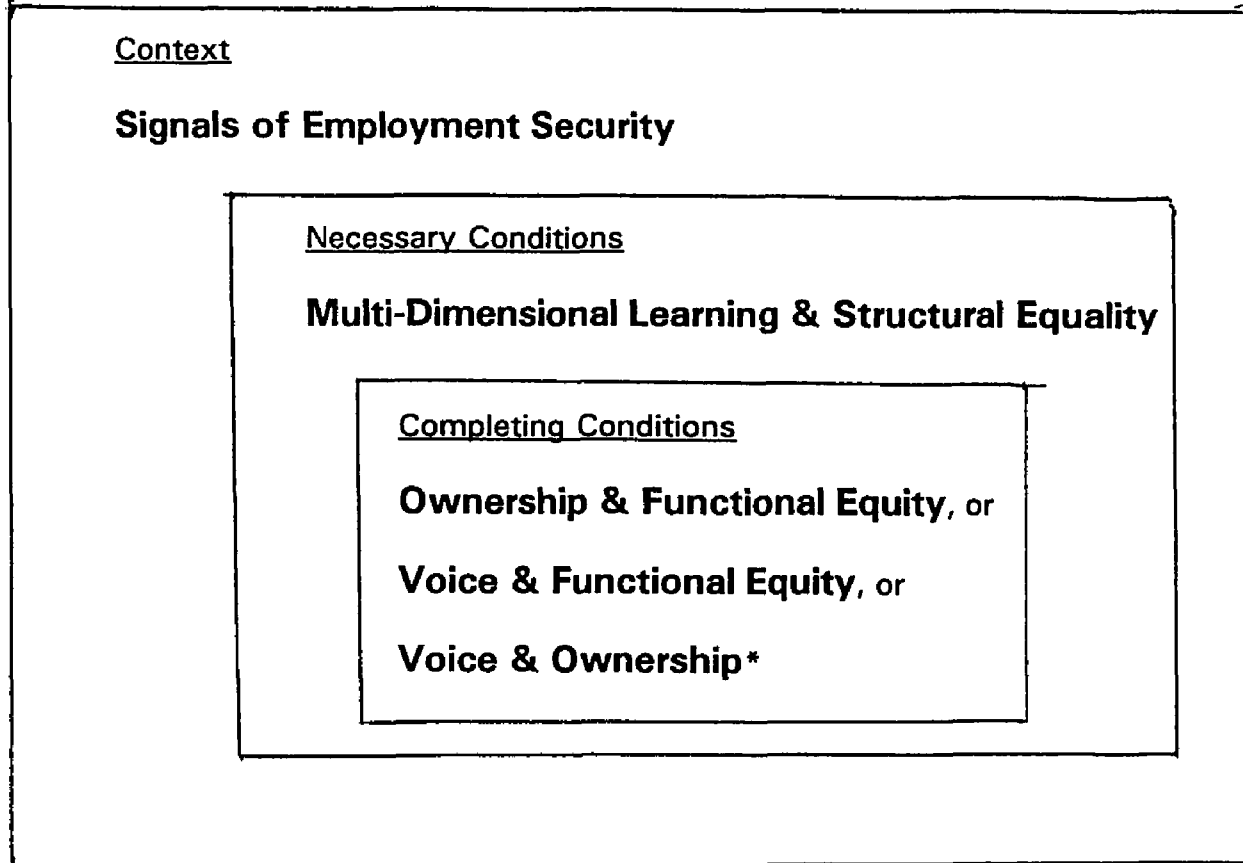 Context
Signals of Employment Security
Necessary Conditions
Multi-Dimensional Learning & Structural Equality
Completing Conditions
Ownership & Functional Equity, or
Voice & Functional Equity, or
Voice & Ownership*